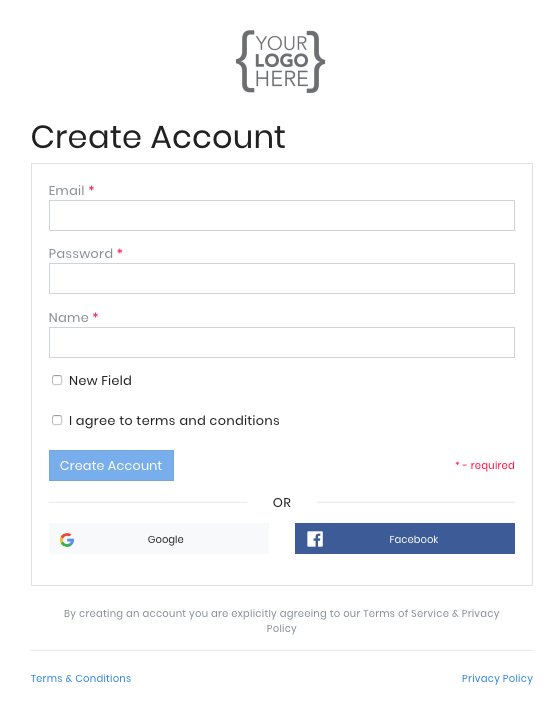 {YOUR
LOGO
HERE}
Create Account
Email *
Password *
Name *
New Field
I agree to terms and conditions
Create Account
* - required
OR
Google
Facebook
By creating an account you are explicitly agreeing to our Terms of Service & Privacy
Policy
Terms & Conditions
Privacy Policy